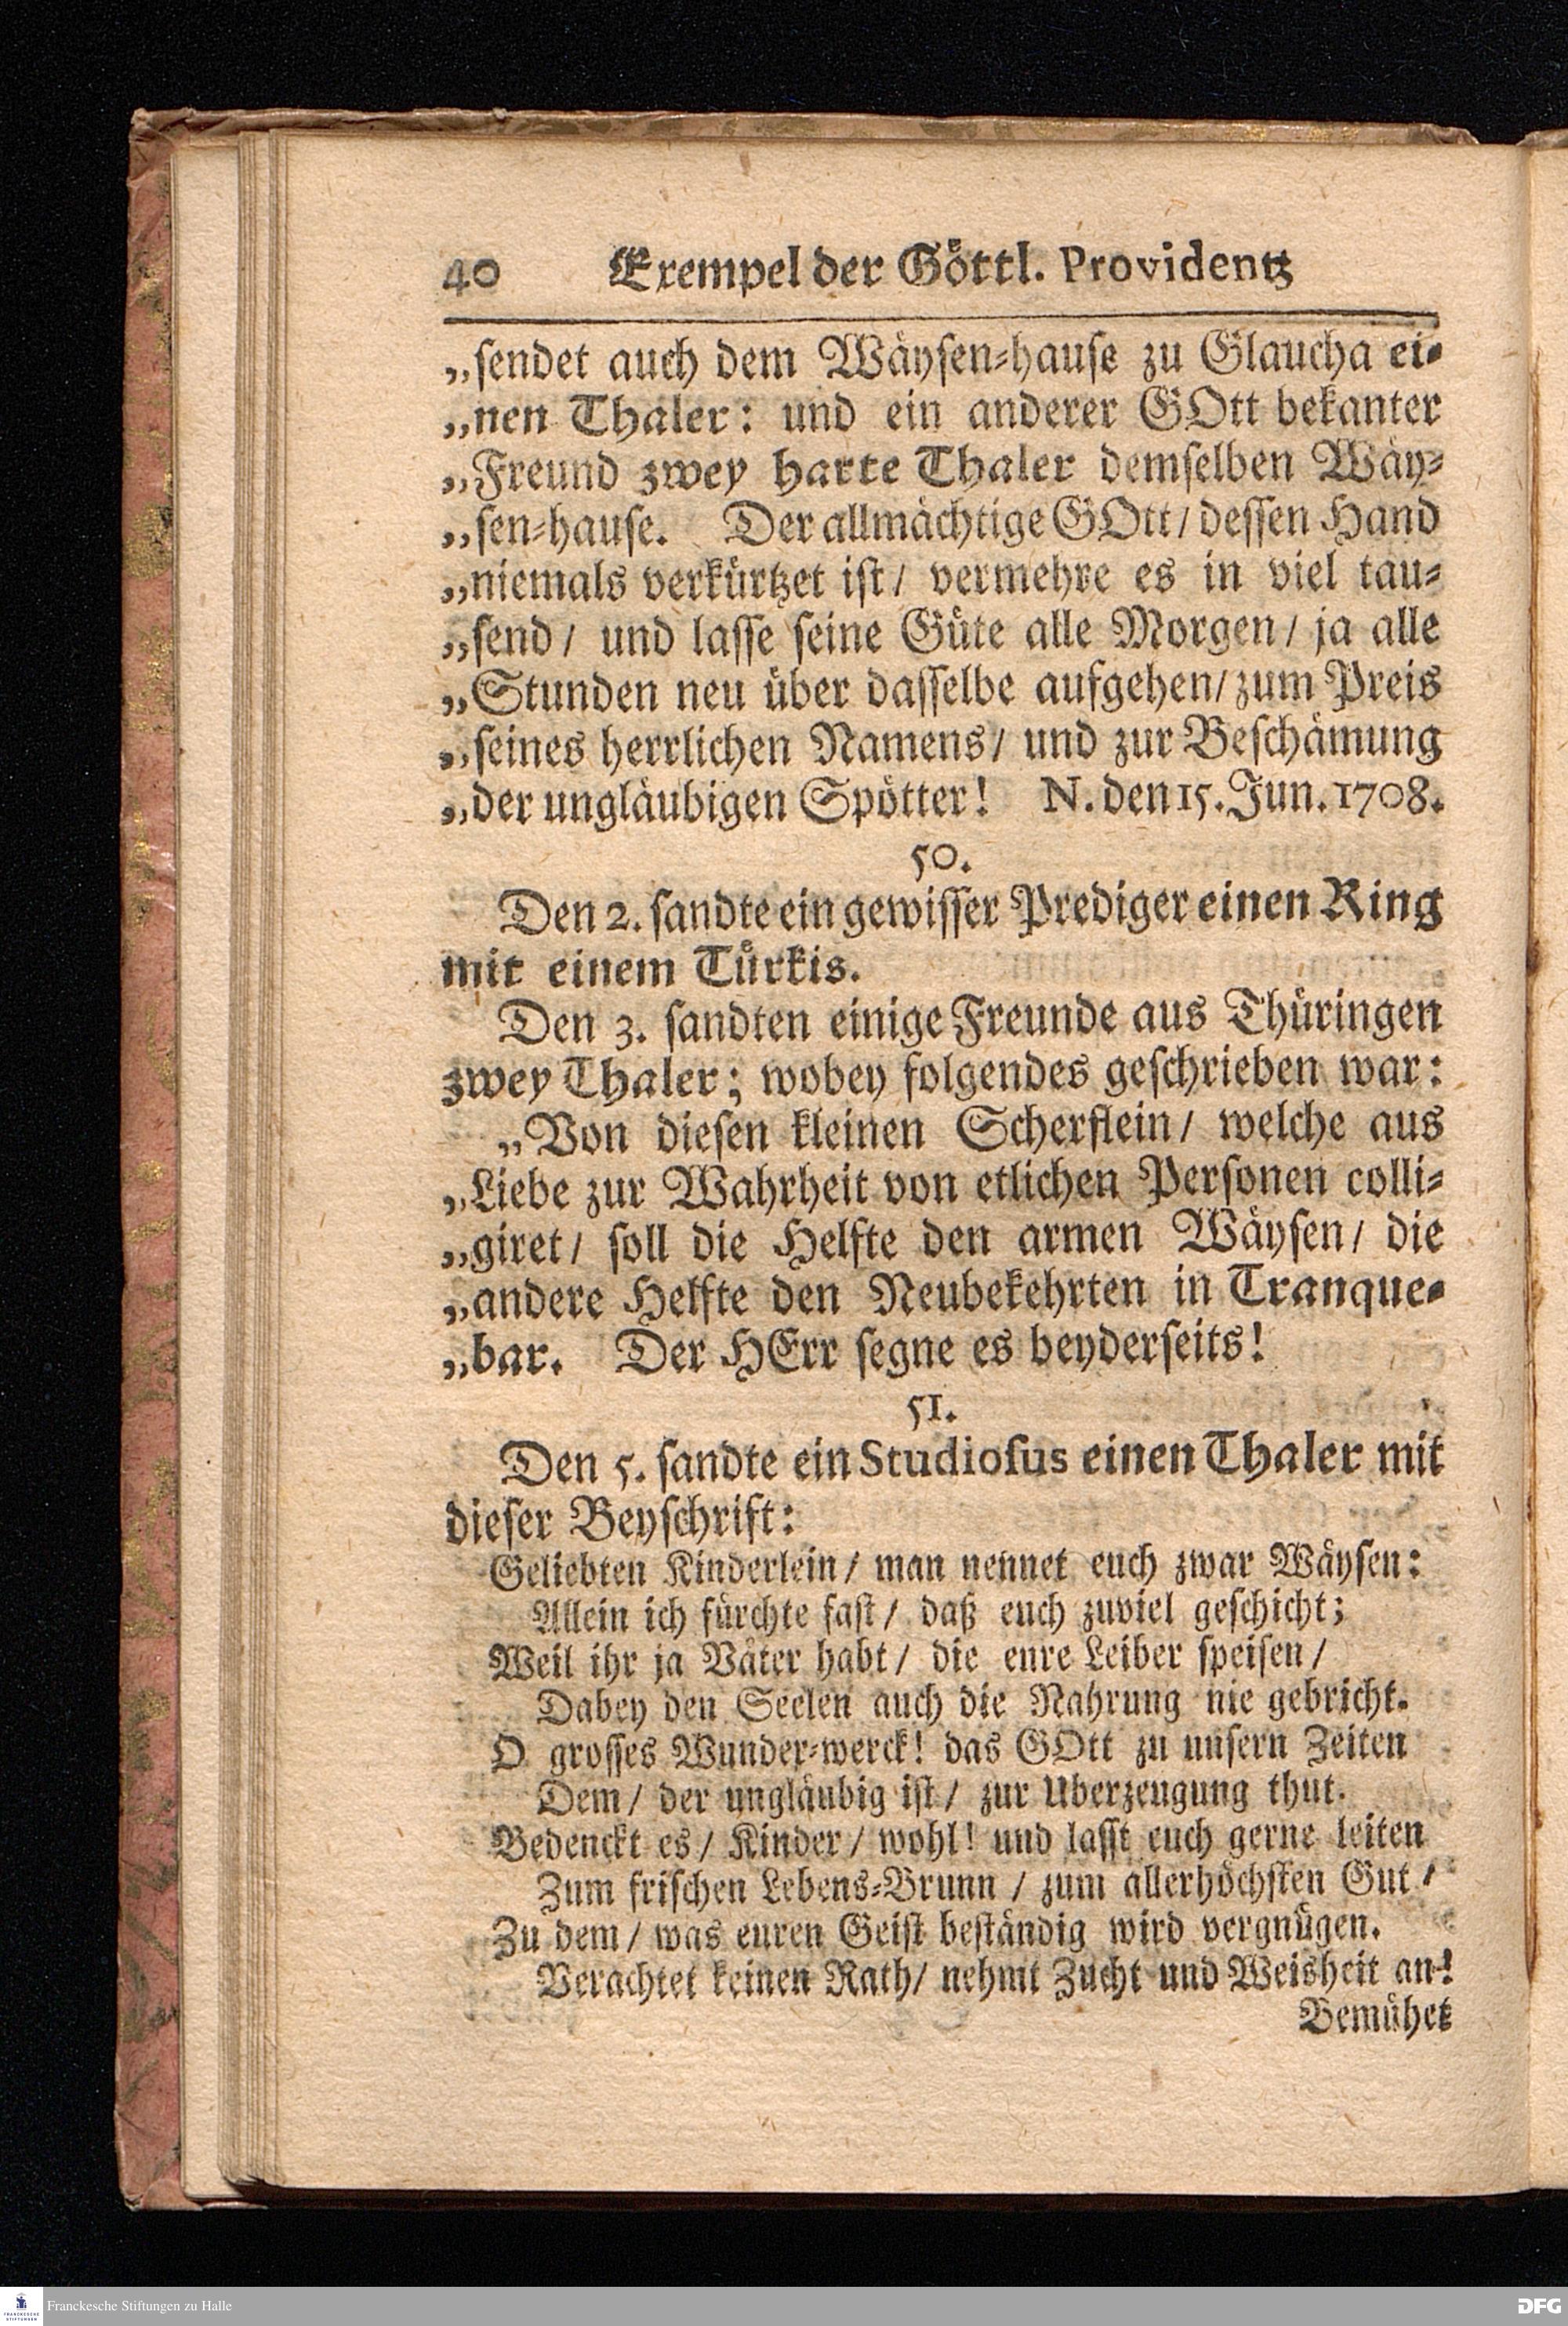 40 Exempel der Göttl. Providentz
„sendet auch dem Wäysen-hause zu Glaucha ei-
„nen Thaler: und ein anderer GOtt bekanter
„Freund zwey harte Thaler demselben Wäy-
„sen-hause. Der allmächtige GOtt/ dessen Hand
„niemals verkürtzet ist/ vermehre es in viel tau-
„send/ und lasse seine Güte alle Morgen/ ja alle
„Stunden neu über dasselbe aufgehen/ zum Preis
„seines herrlichen Namens/ und zur Beschämung
„der ungläubigen Spötter! N. den 15. Jun. 1708.
50.
Den 2. sandte ein gewisser Prediger einen Ring
mit einem Türkis.
Den 3. sandten einige Freunde aus Thüringen
zwey Thaler; wobey folgendes geschrieben war:
„Von diesen kleinen Scherflein/ welche aus
„Liebe zur Wahrheit von etlichen Personen colli-
„giret/ soll die Helfte den armen Wäysen/ die
„andere Helfte den Neubekehrten in Tranque-
„bar. Der HErr segne es beyderseits!
51.
Den 5. sandte ein Studiosus einen Thaler mit
dieser Beyschrift:
Geliebten Kinderlein/ man nennet euch zwar Wäysen:
Allein ich fürchte fast/ daß euch zuviel geschicht;
Weil ihr ja Väter habt/ die eure Leiber speisen/
Dabey den Seelen auch die Nahrung nie gebricht.
O grosses Wunder-werck! das GOtt zu unsern Zeiten
Dem/ der ungläubig ist/ zur Uberzeugung thut.
Bedenckt es/ Kinder/ wohl! und lasst euch gerne leiten
Zum frischen Lebens-Brunn/ zum allerhöchsten Gut/
Zu dem/ was euren Geist beständig wird vergnügen.
Verachtet keinen Rath/ nehmt Zucht und Weisheit an!
Bemühet
FRANCKESCHE
STIFTUNGEN
Franckesche Stiftungen zu Halle
DFG